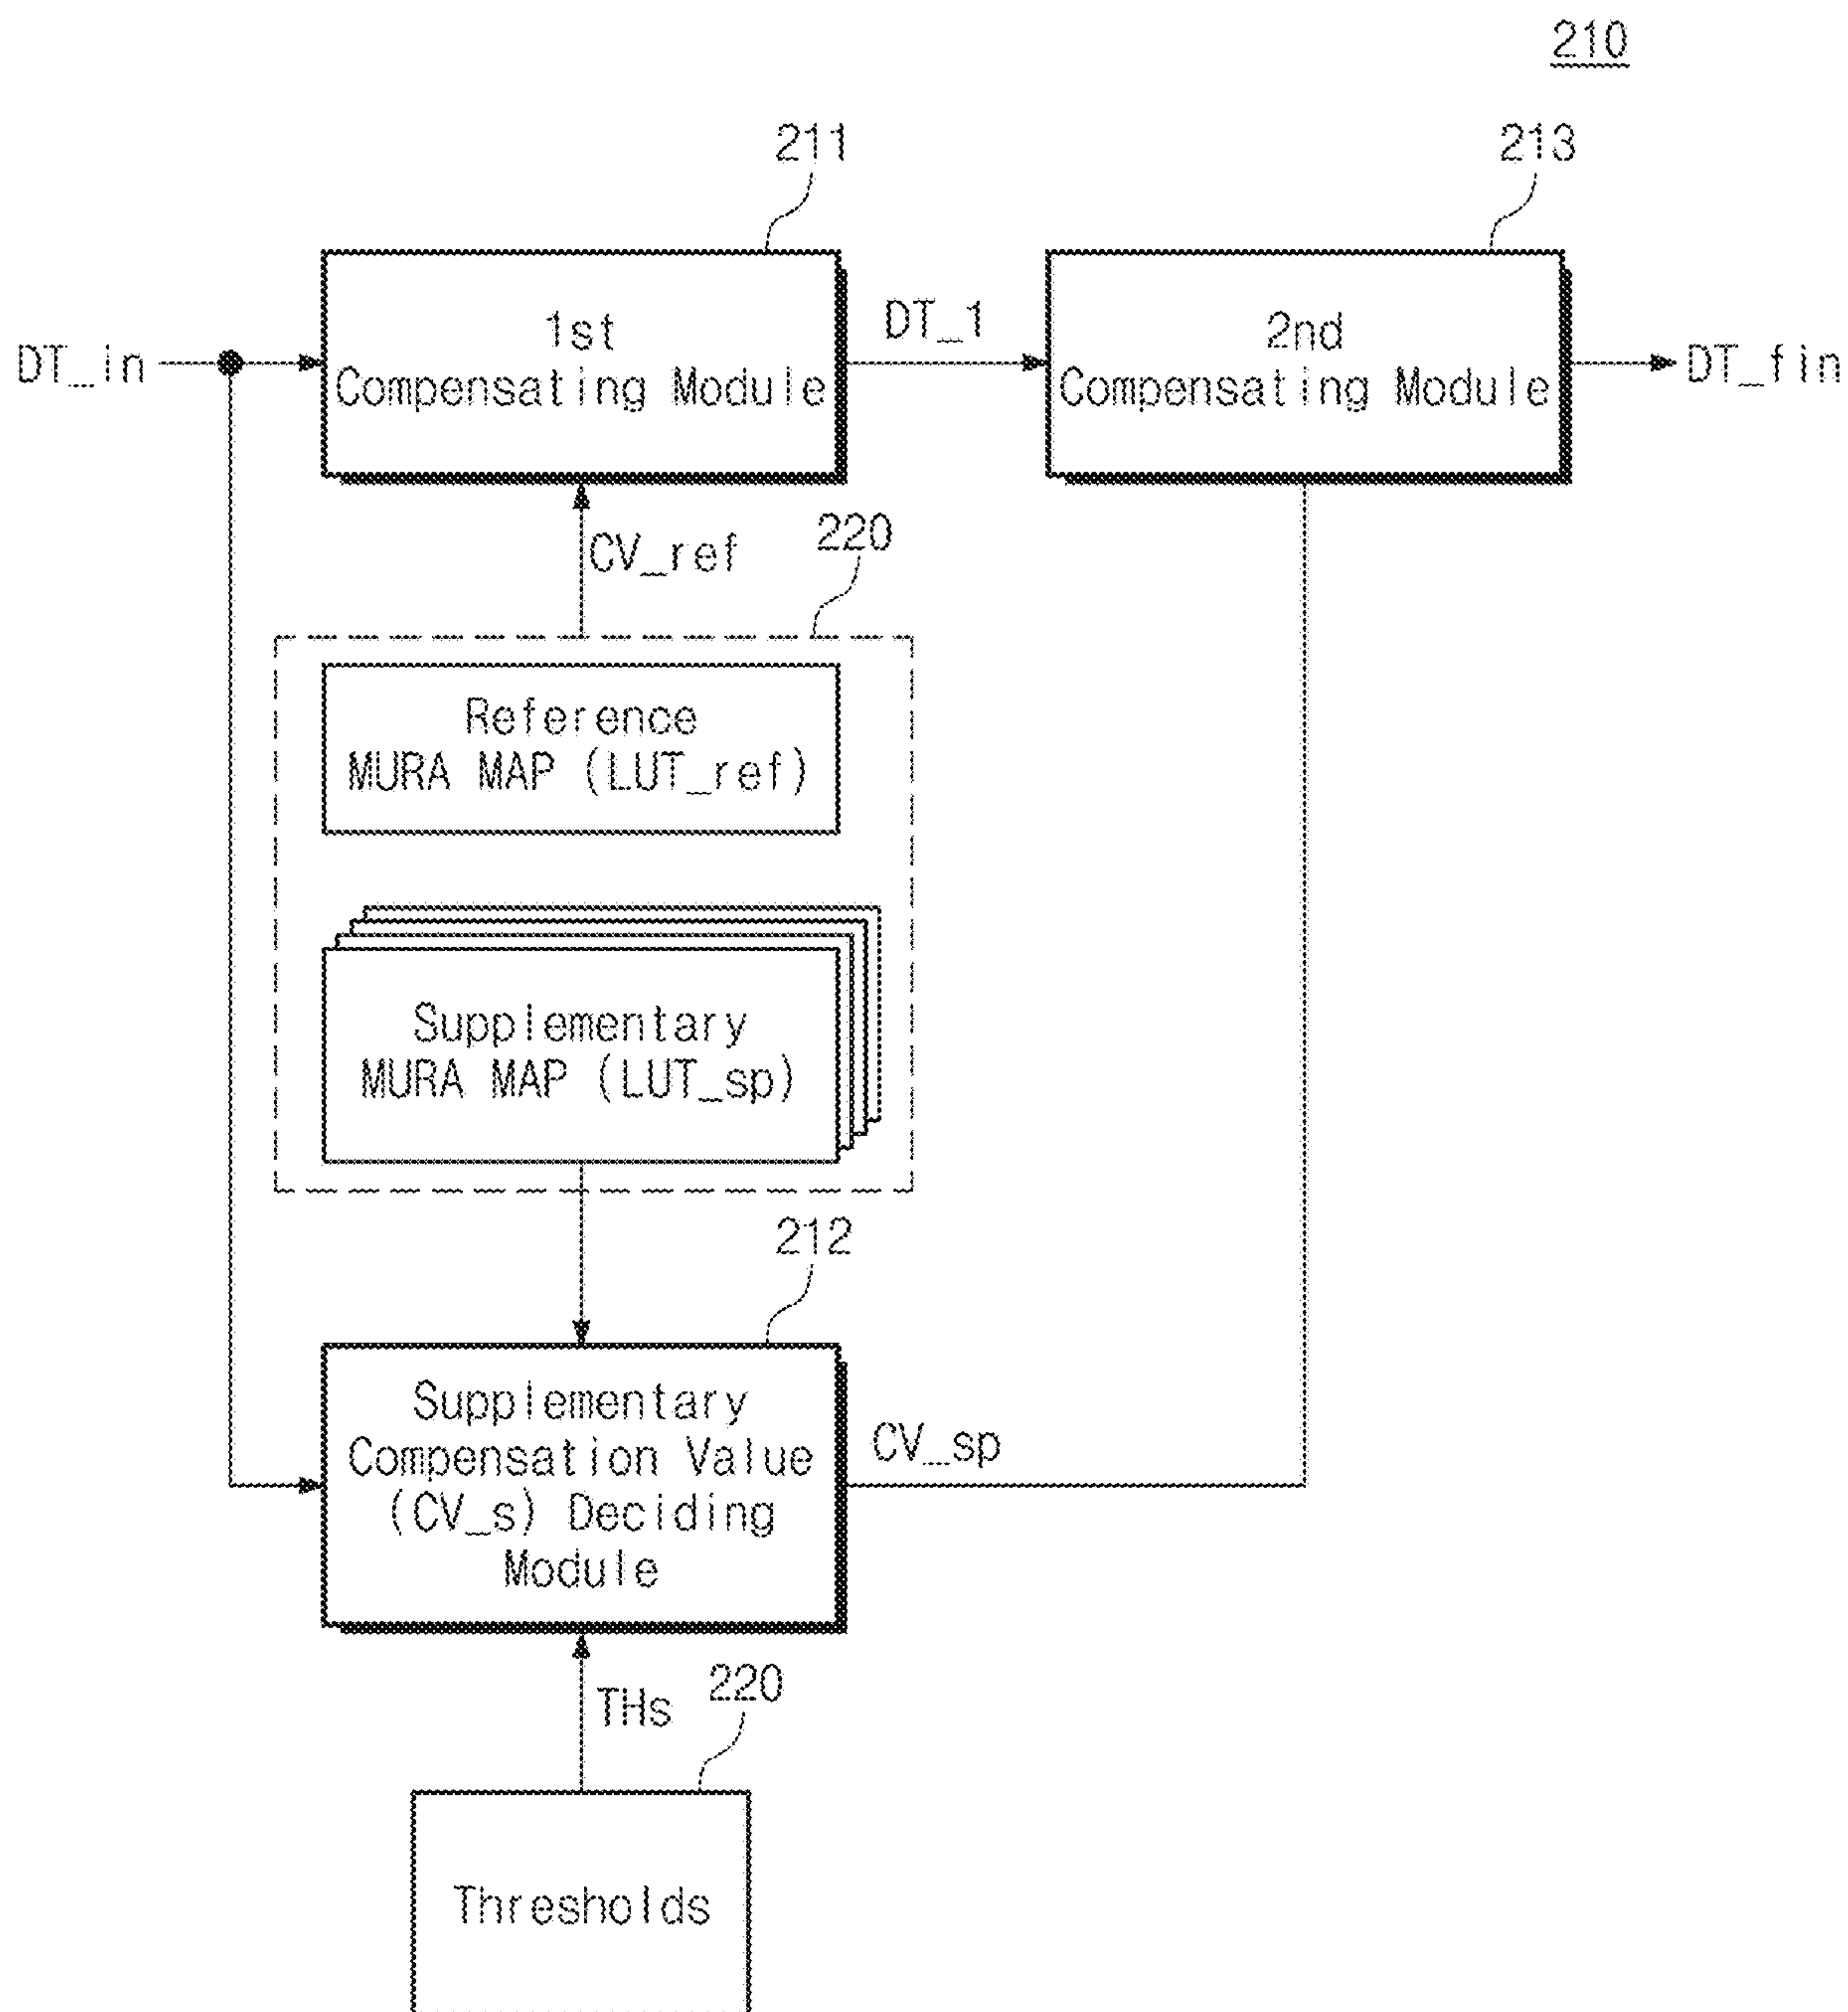 210
211
213
DT_in
1st
Compensating Module
DT_1
2nd
Compensating Module
DT_fin
CV_ref
220
Reference
MURA MAP (LUT_ref)
Supplementary
MURA MAP (LUT_sp)
212
Supplementary
Compensation Value
(CV_s) Deciding
Module
CV_sp
THs
220
Thresholds